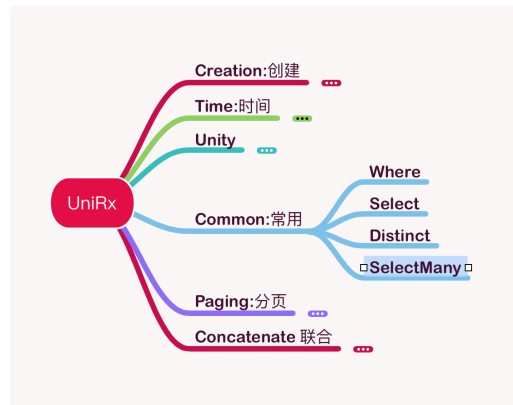 UniRx
Creation:创建
Time:时间
Unity
Common:常用
Where
Select
Distinct
SelectMany
Paging:分页
Concatenate 联合